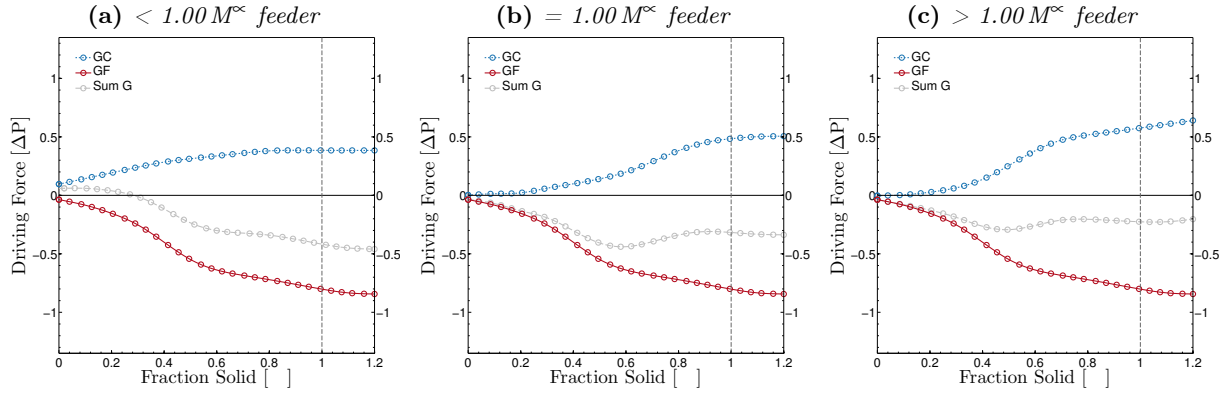 (a) < 1.00 M^∝ feeder
GC
GF
Sum G
1
0.5
0
−0.5
−1
1
0.5
0
−0.5
−1
0
0.2
0.4
0.6
0.8
1
1.2
Driving Force [ΔP]
Fraction Solid [ ]
(b) = 1.00 M^∝ feeder
GC
GF
Sum G
1
0.5
0
−0.5
−1
1
0.5
0
−0.5
−1
0
0.2
0.4
0.6
0.8
1
1.2
Driving Force [ΔP]
Fraction Solid [ ]
(c) > 1.00 M^∝ feeder
GC
GF
Sum G
1
0.5
0
−0.5
−1
1
0.5
0
−0.5
−1
0
0.2
0.4
0.6
0.8
1
1.2
Driving Force [ΔP]
Fraction Solid [ ]